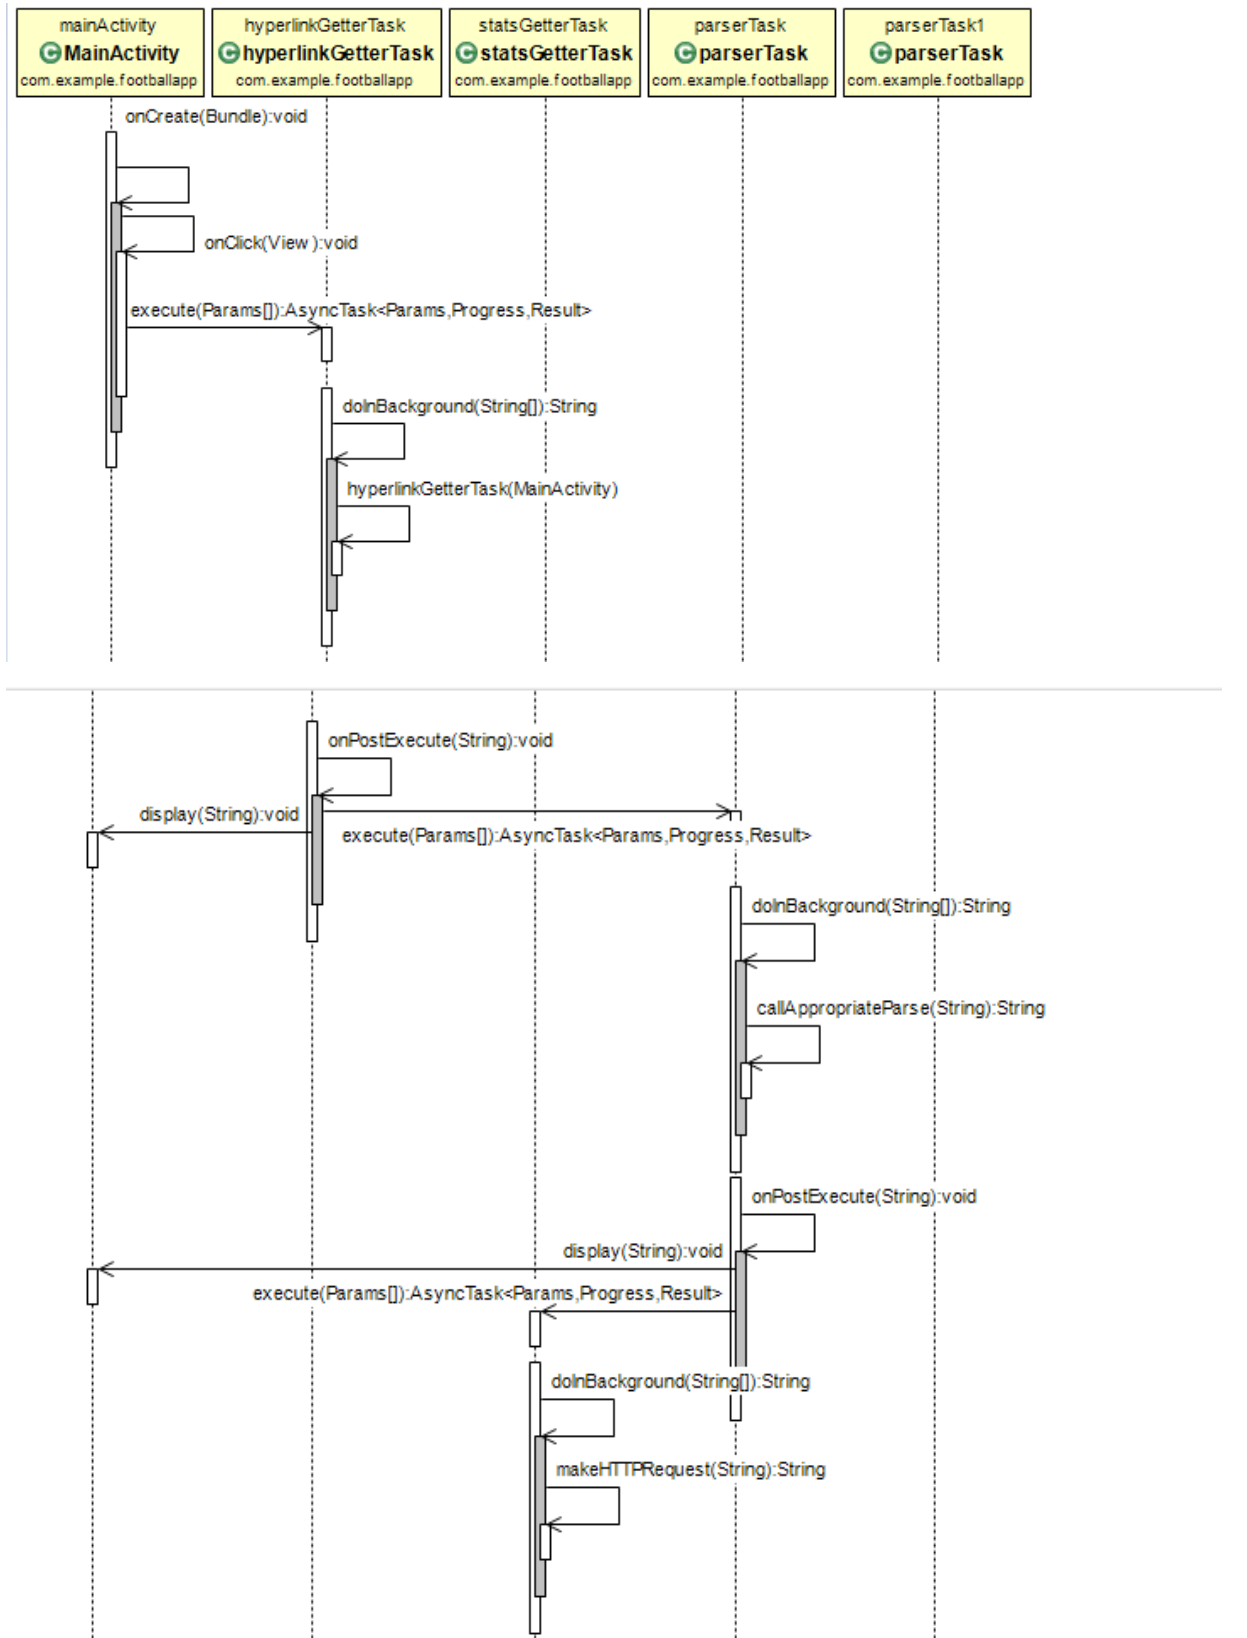 mainActivity
MainActivity
com.example.footballapp
hyperlinkGetterTask
hyperlinkGetterTask
com.example.footballapp
statsGetterTask
statsGetterTask
com.example.footballapp
parserTask
parserTask
com.example.footballapp
parserTask1
parserTask
com.example.footballapp
onCreate(Bundle):void
onClick(View):void
execute(Params[]):AsyncTask<Params,Progress,Result>
doInBackground(String[]):String
hyperlinkGetterTask(MainActivity)
onPostExecute(String):void
display(String):void
execute(Params[]):AsyncTask<Params,Progress,Result>
doInBackground(String[]):String
callAppropriateParse(String):String
onPostExecute(String):void
display(String):void
execute(Params[]):AsyncTask<Params,Progress,Result>
doInBackground(String[]):String
makeHTTPRequest(String):String